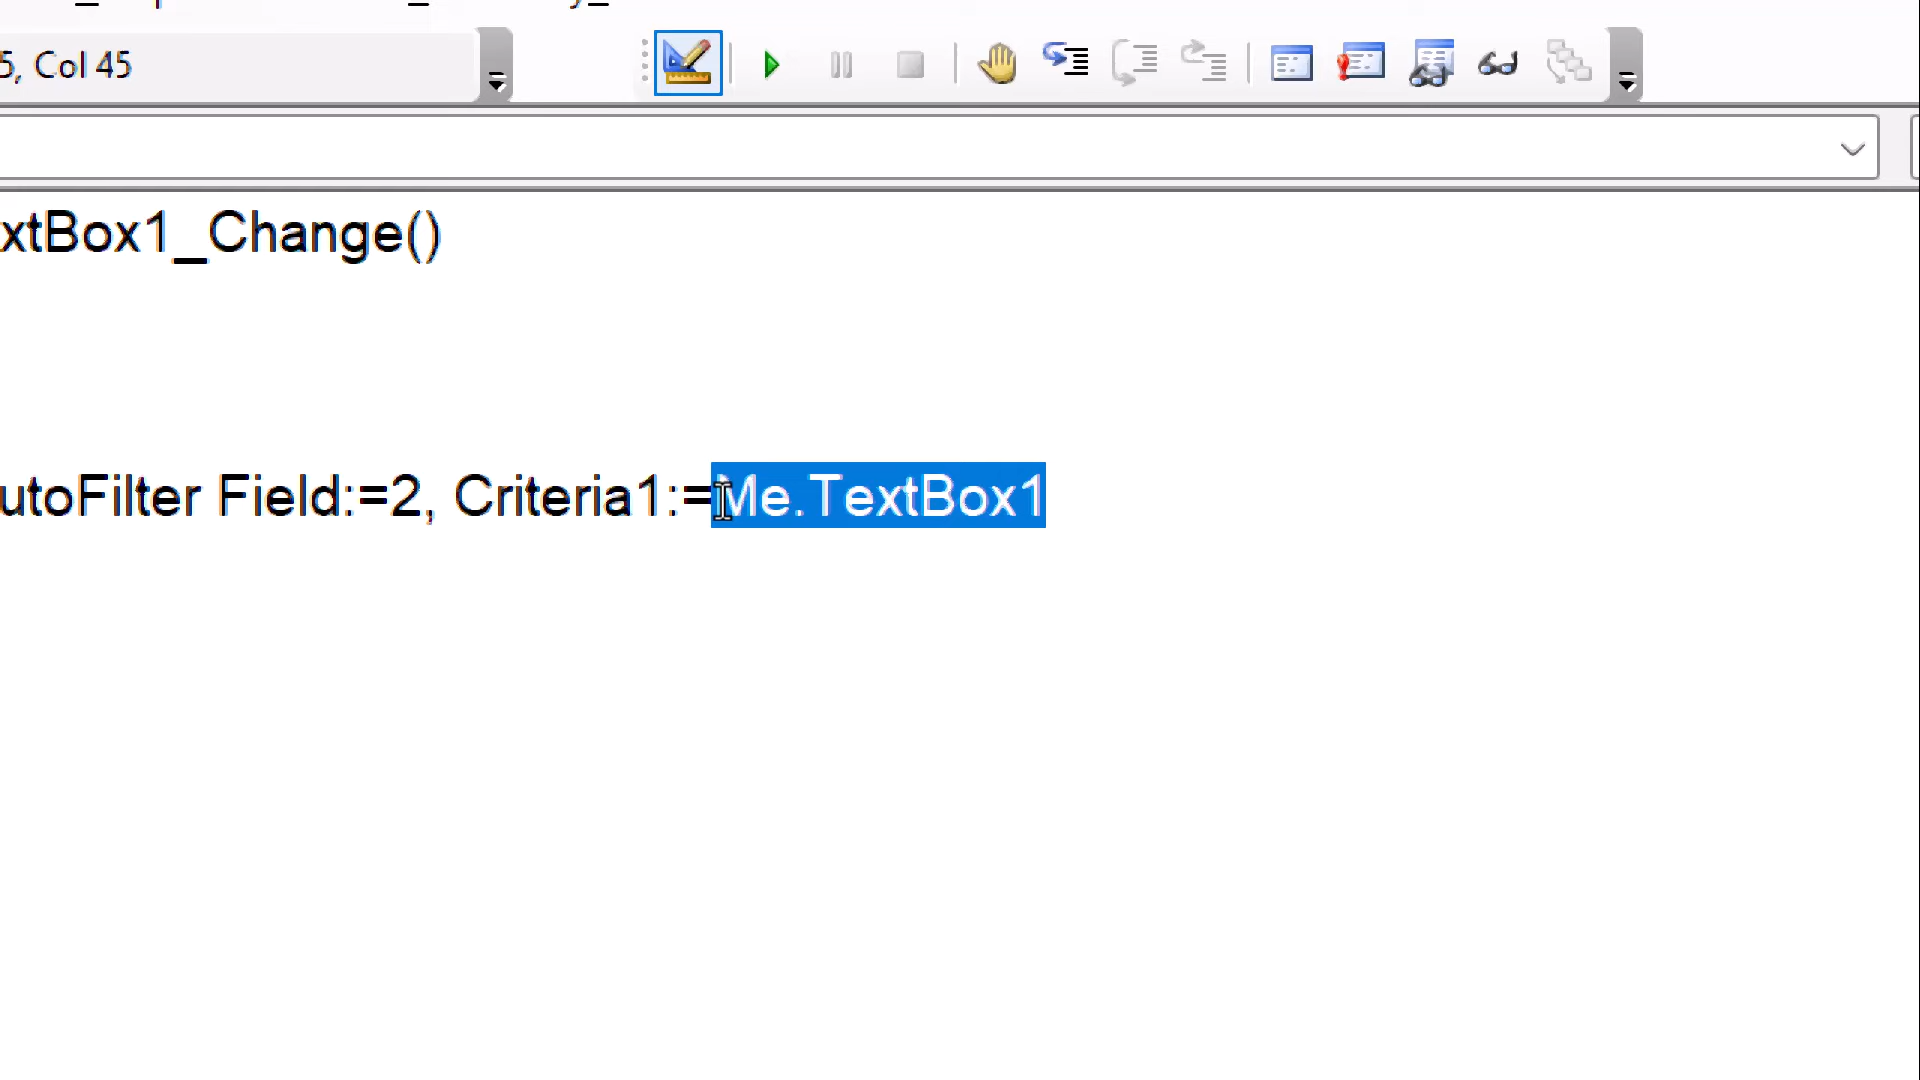 5, Col 45
xtBox1_Change()
utoFilter Field:=2, Criteria1:=Me.TextBox1